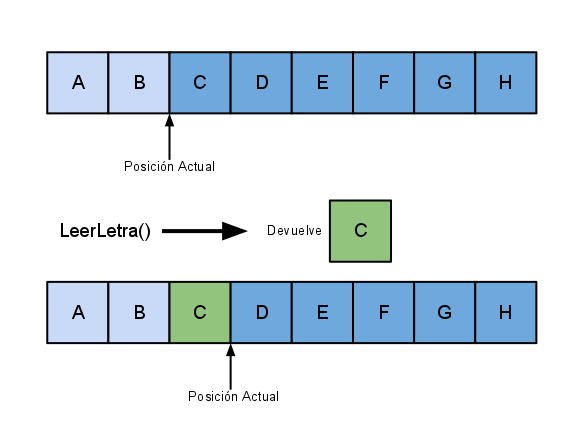 A B C D E F G H
Posición Actual
LeerLetra() Devuelve C
A B C D E F G H
Posición Actual